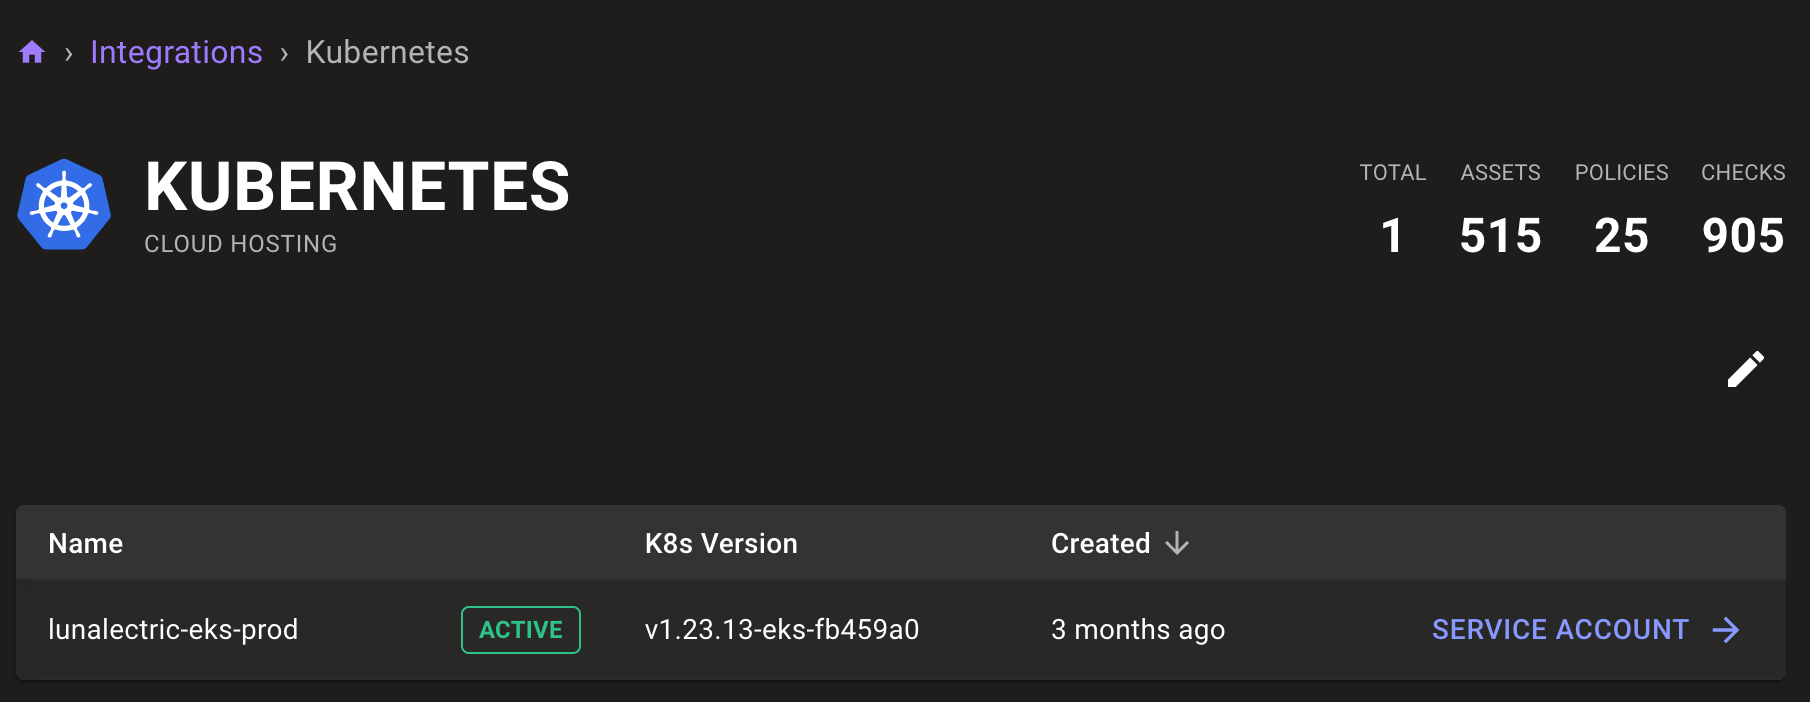 › Integrations › Kubernetes
KUBERNETES
CLOUD HOSTING
TOTAL ASSETS POLICIES CHECKS
1 515 25 905
Name K8s Version Created
lunalectric-eks-prod ACTIVE v1.23.13-eks-fb459a0 3 months ago SERVICE ACCOUNT